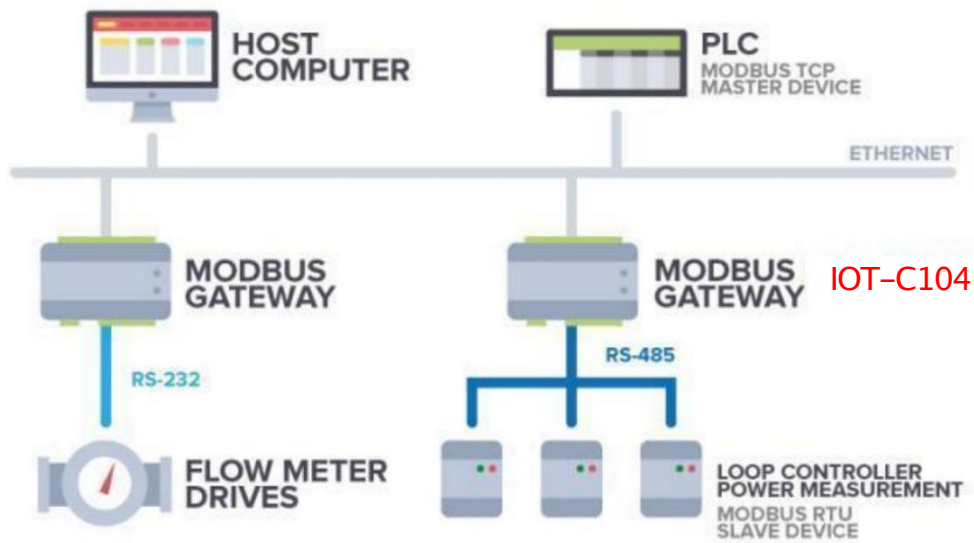 HOST
COMPUTER
PLC
MODBUS TCP
MASTER DEVICE
ETHERNET
MODBUS
GATEWAY
MODBUS
GATEWAY
IOT-C104
RS-232
RS-485
FLOW METER
DRIVES
LOOP CONTROLLER
POWER MEASUREMENT
MODBUS RTU
SLAVE DEVICE